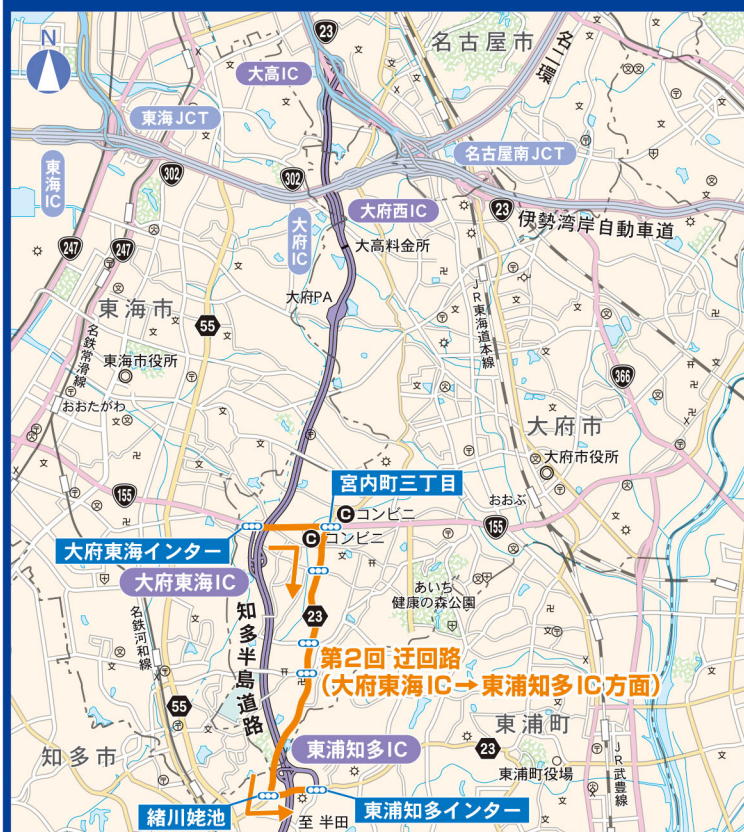 N
23
名古屋市
名二環
大高IC
東海JCT
名古屋南JCT
302
302
東海IC
大府西IC
23
伊勢湾岸自動車道
247
247
大府IC
大高料金所
大府PA
東海市
55
JR東海道本線
名鉄常滑線
東海市役所
366
おおたがわ
大府市
大府市役所
宮内町三丁目
155
おおぶ
C コンビニ
155
C コンビニ
大府東海インター
大府東海IC
あいち
健康の森公園
名鉄河和線
知多半島道路
23
第2回 迂回路
(大府東海IC→東浦知多IC方面)
55
東浦町
知多市
東浦知多IC
23
東浦町役場
JR武豊線
緒川姥池
東浦知多インター
至 半田